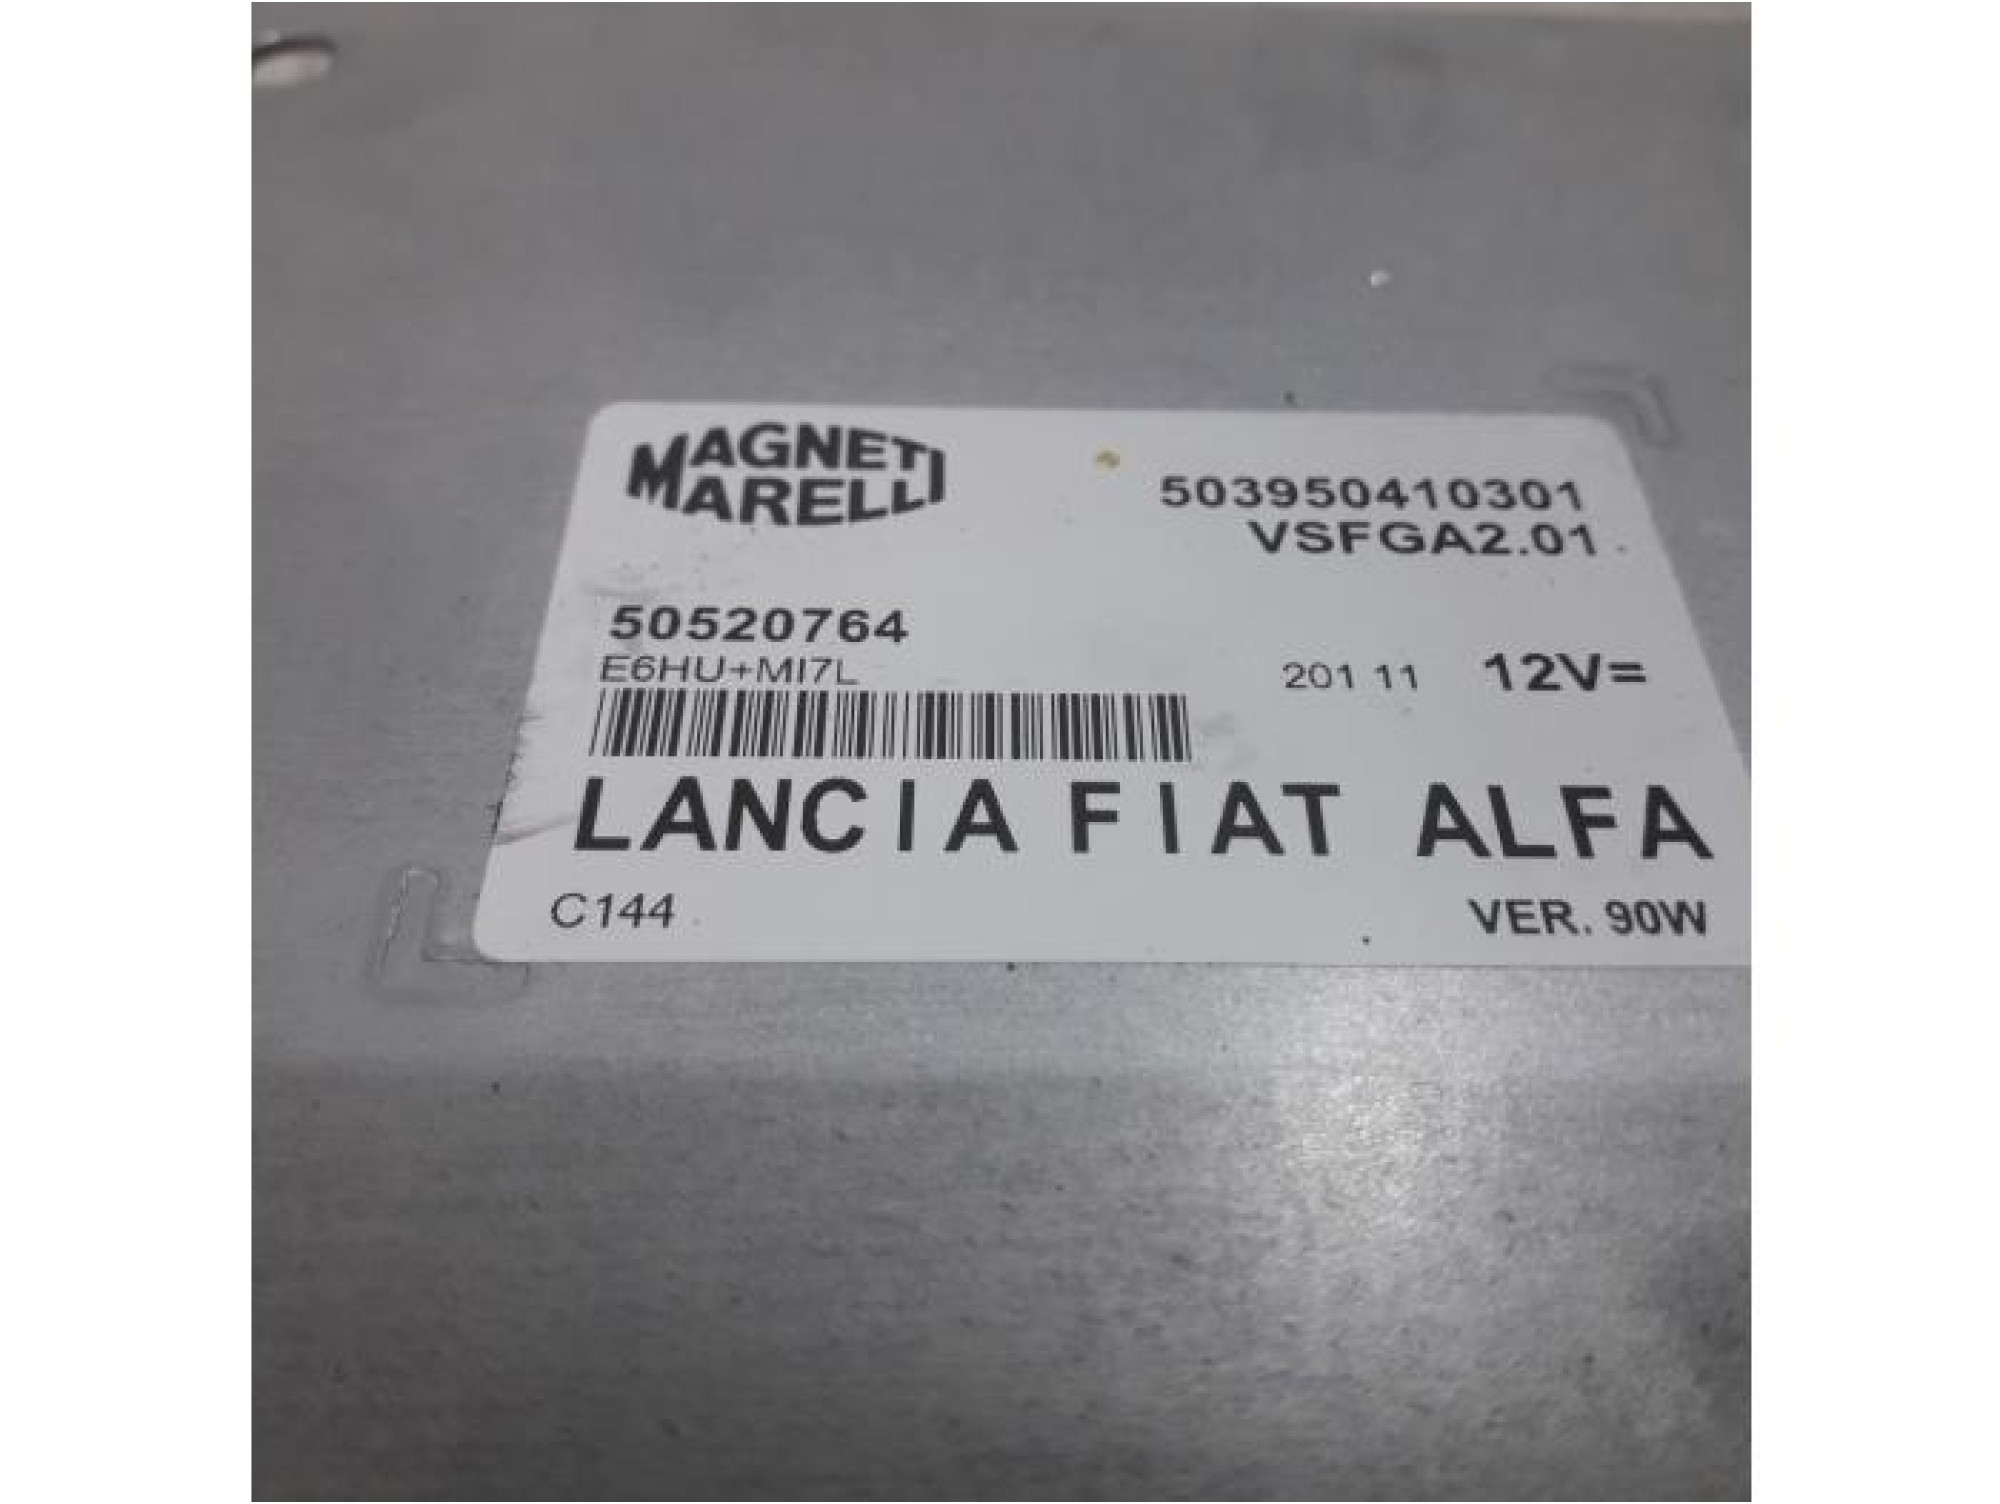 MAGNETI
MARELLI
503950410301
VSFGA2.01
50520764
E6HU+MI7L
201 11 12V=
LANCIA FIAT ALFA
C144 VER. 90W